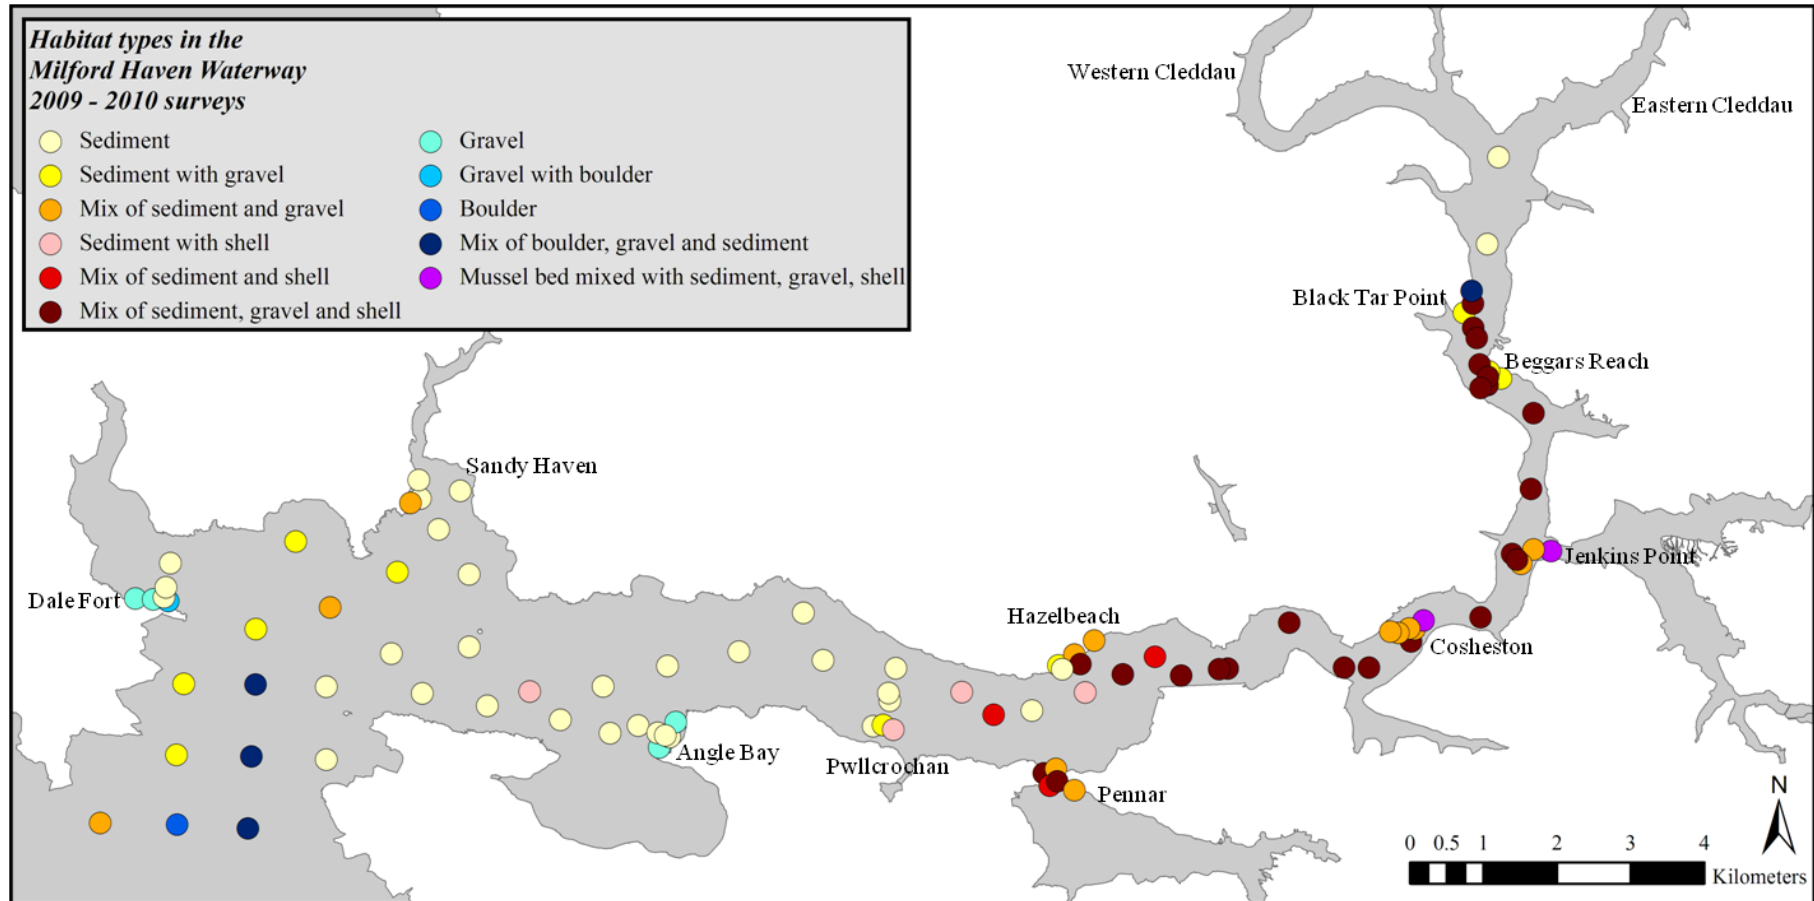 Habitat types in the
Milford Haven Waterway
2009 - 2010 surveys
Sediment
Sediment with gravel
Mix of sediment and gravel
Sediment with shell
Mix of sediment and shell
Mix of sediment, gravel and shell
Gravel
Gravel with boulder
Boulder
Mix of boulder, gravel and sediment
Mussel bed mixed with sediment, gravel, shell
Western Cleddau
Eastern Cleddau
Black Tar Point
Beggars Reach
Sandy Haven
Jenkins Point
Dale Fort
Hazelbeach
Cosheston
Angle Bay
Pwllcrochan
Pennar
N
0 0.5 1 2 3 4
Kilometers